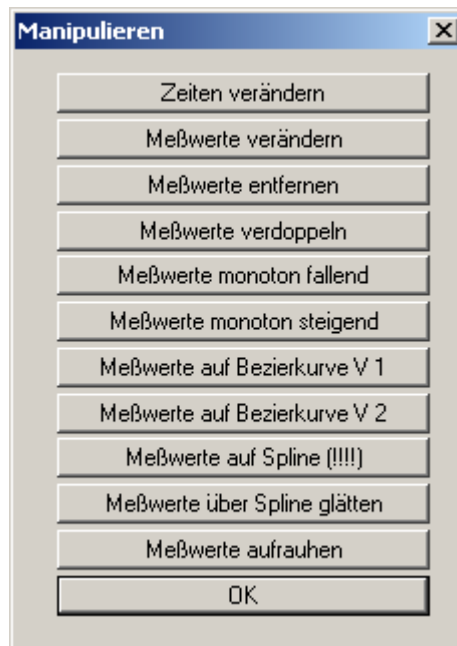 Manipulieren
Zeiten verändern
Meßwerte verändern
Meßwerte entfernen
Meßwerte verdoppeln
Meßwerte monoton fallend
Meßwerte monoton steigend
Meßwerte auf Bezierkurve V 1
Meßwerte auf Bezierkurve V 2
Meßwerte auf Spline (!!!!)
Meßwerte über Spline glätten
Meßwerte aufrauhen
OK